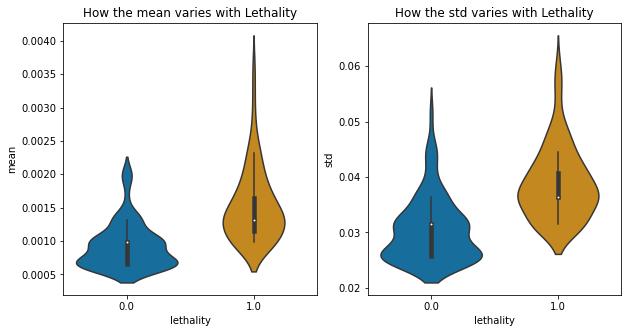 How the mean varies with Lethality
mean
0.0040
0.0035
0.0030
0.0025
0.0020
0.0015
0.0010
0.0005
0.0
1.0
lethality
How the std varies with Lethality
std
0.06
0.05
0.04
0.03
0.02
0.0
1.0
lethality